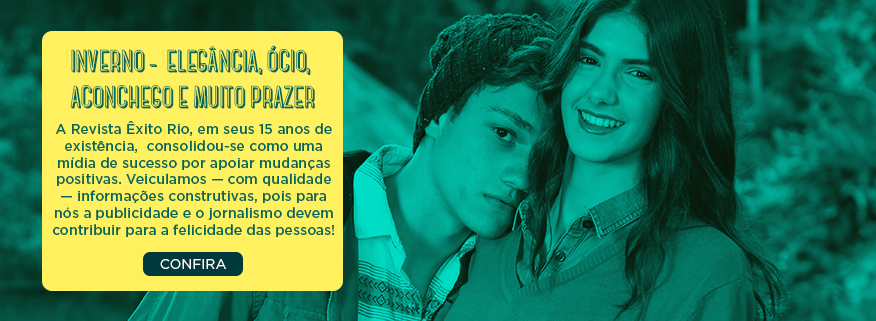 INVERNO - ELEGÂNCIA, ÓCIO,
ACONCHEGO E MUITO PRAZER
A Revista Êxito Rio, em seus 15 anos de
existência, consolidou-se como uma
mídia de sucesso por apoiar mudanças
positivas. Veiculamos — com qualidade
— informações construtivas, pois para
nós a publicidade e o jornalismo devem
contribuir para a felicidade das pessoas!
CONFIRA